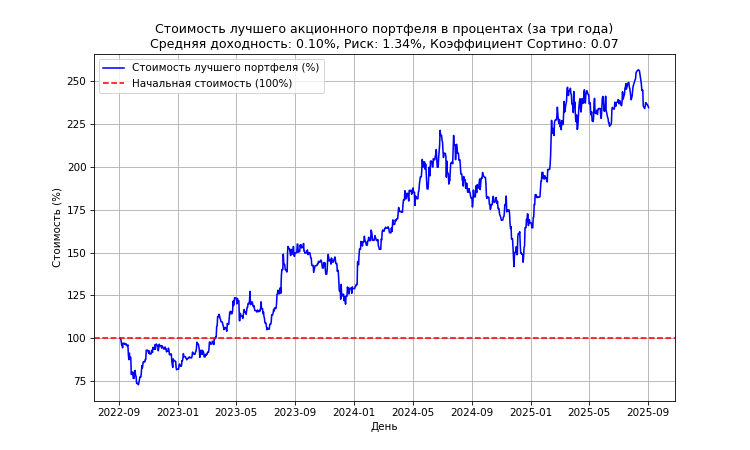 Стоимость лучшего акционного портфеля в процентах (за три года)
Средняя доходность: 0.10%, Риск: 1.34%, Коэффициент Сортино: 0.07
Стоимость лучшего портфеля (%)
Начальная стоимость (100%)
Стоимость (%)
250
225
200
175
150
125
100
75
2022-09 2023-01 2023-05 2023-09 2024-01 2024-05 2024-09 2025-01 2025-05 2025-09
День